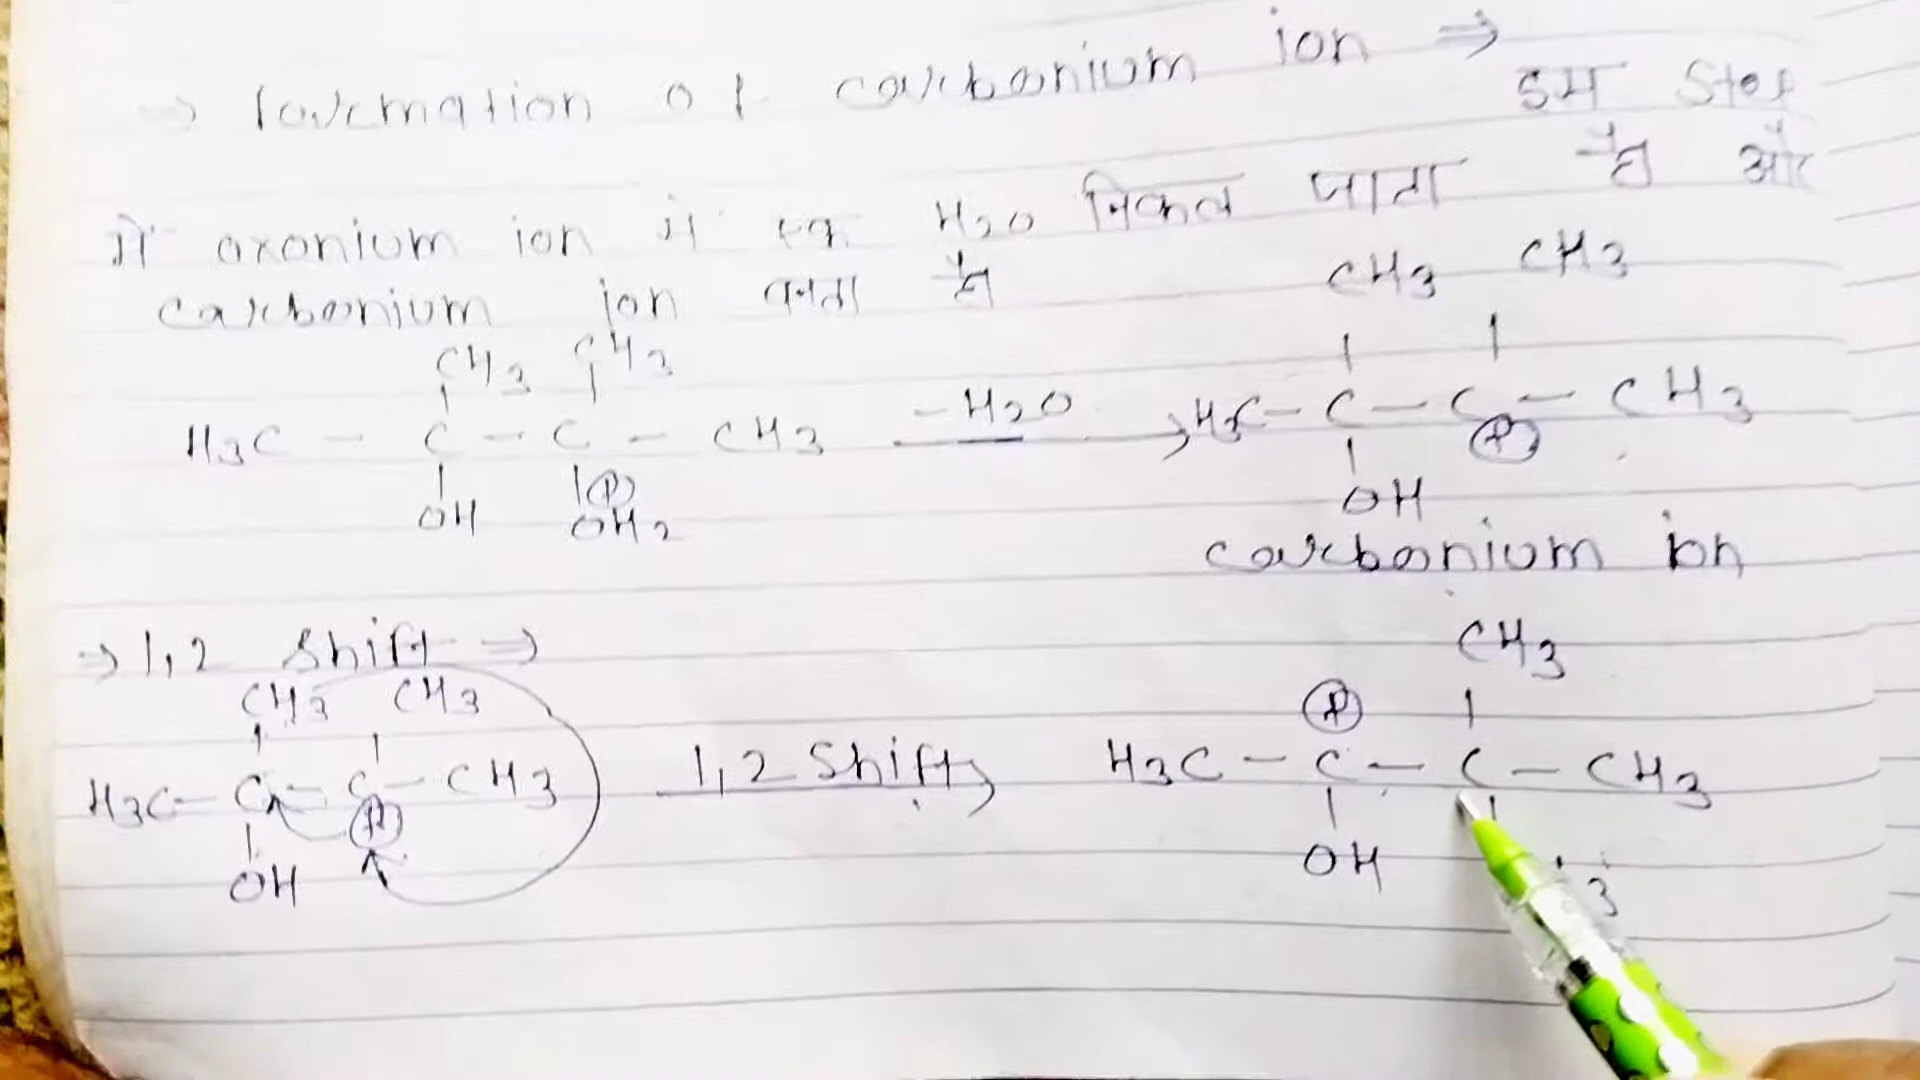 ⇒ formation of carbonium ion ⇒ इस Step
में oxonium ion से एक H2O निकल जाता है और
carbonium ion बनता है
CH3 CH3 CH3 CH3
H3C - C - C - CH3 -H2O → H3C - C - C - CH3
OH ⊕OH2 ⊕ OH
carbonium ion
→ 1,2 Shift ⇒
CH3 CH3 ⊕ CH3
H3C - C - C - CH3 1,2 Shift → H3C - C - C - CH3
OH ⊕ OH 3